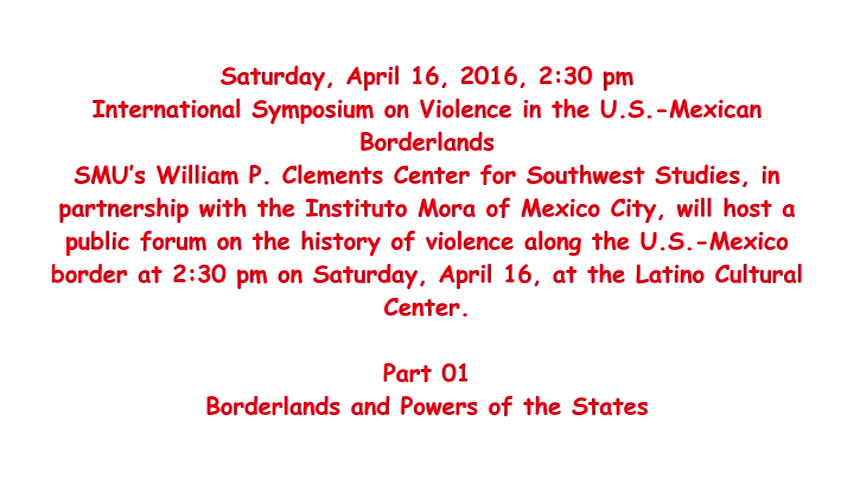 Saturday, April 16, 2016, 2:30 pm
International Symposium on Violence in the U.S.-Mexican
Borderlands
SMU's William P. Clements Center for Southwest Studies, in
partnership with the Instituto Mora of Mexico City, will host a
public forum on the history of violence along the U.S.-Mexico
border at 2:30 pm on Saturday, April 16, at the Latino Cultural
Center.
Part 01
Borderlands and Powers of the States